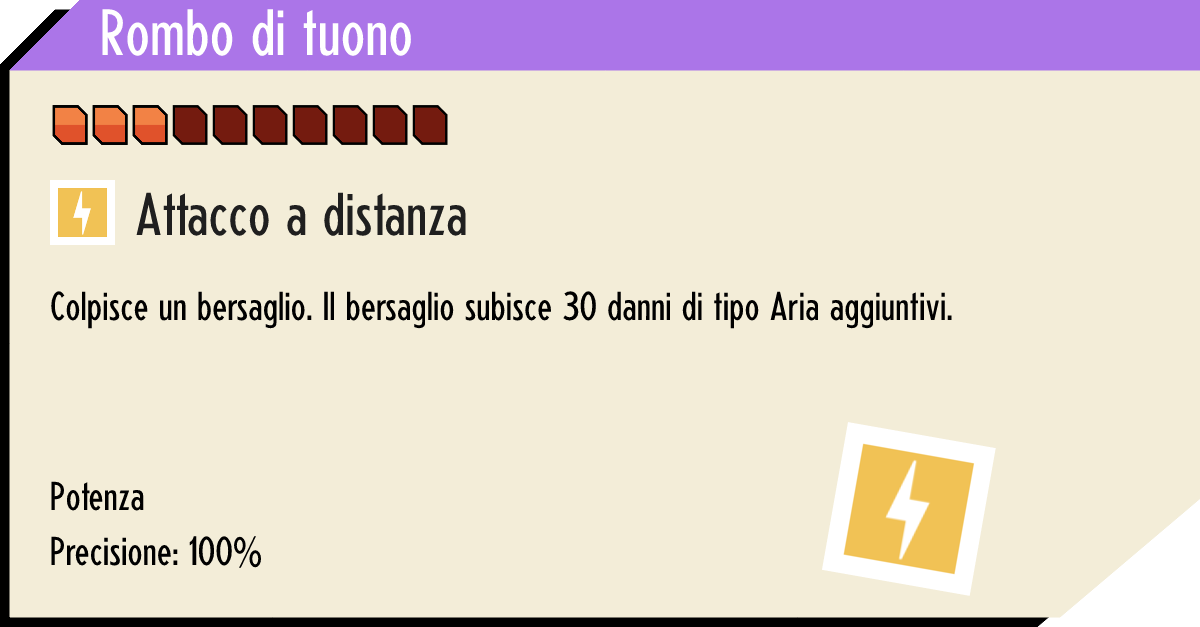 Rombo di tuono
Attacco a distanza
Colpisce un bersaglio. Il bersaglio subisce 30 danni di tipo Aria aggiuntivi.
Potenza
Precisione: 100%